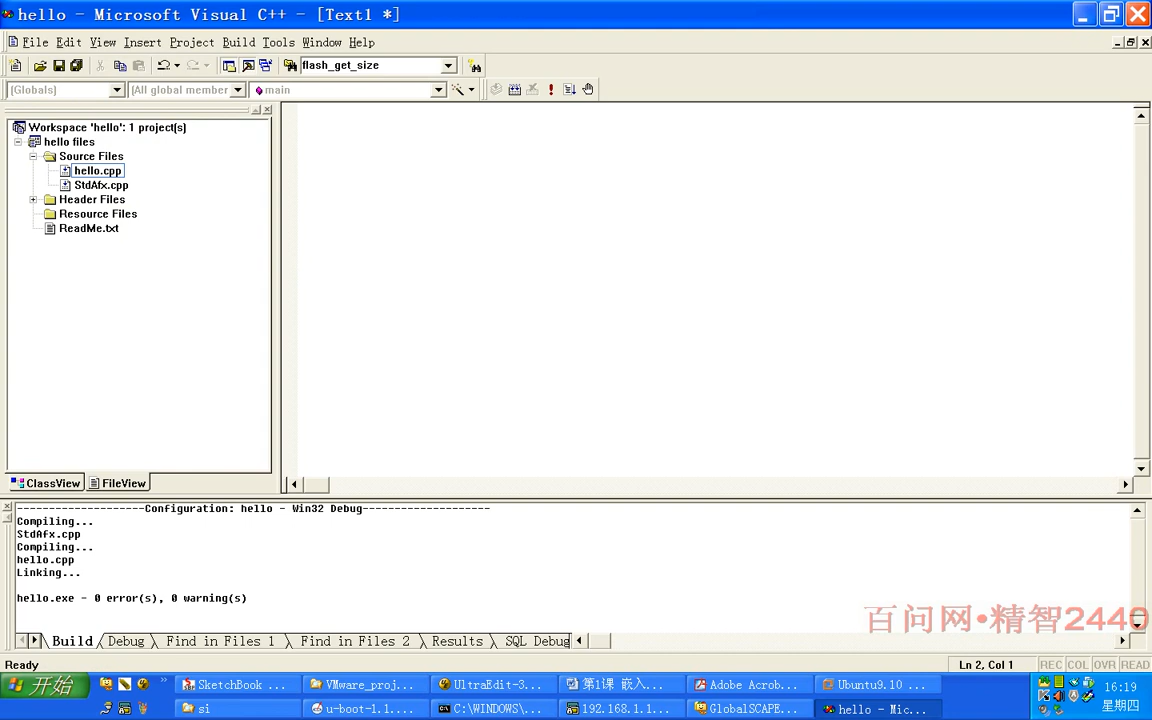 hello - Microsoft Visual C++ - [Text1 *]
File Edit View Insert Project Build Tools Window Help
flash_get_size
(Globals) (All global member main
Workspace 'hello': 1 project(s)
hello files
Source Files
hello.cpp
StdAfx.cpp
Header Files
Resource Files
ReadMe.txt
ClassView FileView
--------------------Configuration: hello - Win32 Debug--------------------
Compiling...
StdAfx.cpp
Compiling...
hello.cpp
Linking...
hello.exe - 0 error(s), 0 warning(s)
百问网•精智2440
Build Debug Find in Files 1 Find in Files 2 Results SQL Debug
Ready Ln 2, Col 1 REC COL OVR READ
开始 SketchBook ... VMware_proj... UltraEdit-3... 第1课 嵌入... Adobe Acrob... Ubuntu9.10 ... 16:19
si u-boot-1.1.... C:\WINDOWS\... 192.168.1.1... GlobalSCAPE... hello - Mic... 星期四